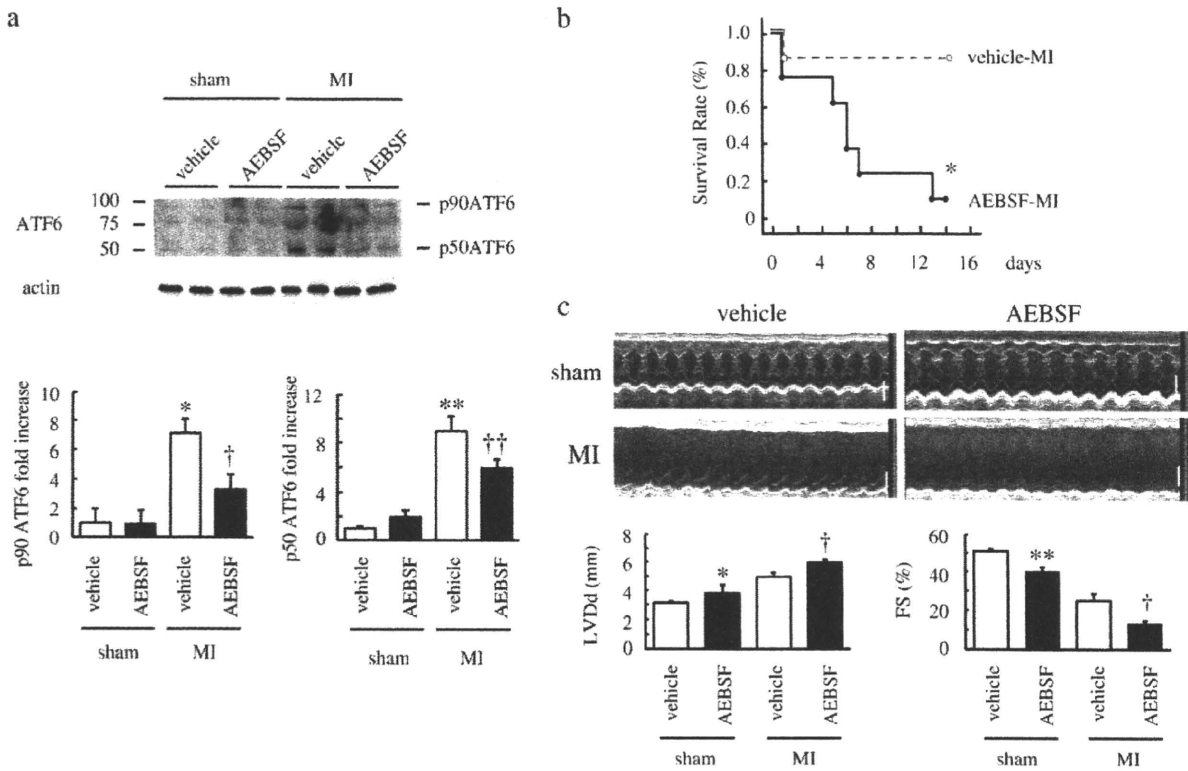 a
sham MI
vehicle AEBSF vehicle AEBSF
ATF6
100
75
50
p90ATF6
p50ATF6
actin
p90 ATF6 fold increase
10
8
6
4
2
0
*
†
vehicle AEBSF vehicle AEBSF
sham MI
p50 ATF6 fold increase
12
8
4
0
**
††
vehicle AEBSF vehicle AEBSF
sham MI
b
Survival Rate (%)
1.0
0.8
0.6
0.4
0.2
0
vehicle-MI
*
AEBSF-MI
0 4 8 12 16 days
c
vehicle AEBSF
sham
MI
LVDd (mm)
8
6
4
2
0
*
†
vehicle AEBSF vehicle AEBSF
sham MI
FS (%)
60
40
20
0
**
†
vehicle AEBSF vehicle AEBSF
sham MI